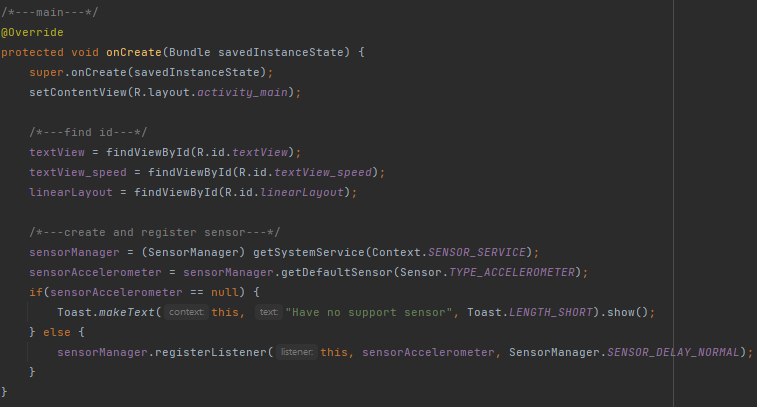 /*---main---*/
@Override
protected void onCreate(Bundle savedInstanceState) {
super.onCreate(savedInstanceState);
setContentView(R.layout.activity_main);
/*---find id---*/
textView = findViewById(R.id.textView);
textView_speed = findViewById(R.id.textView_speed);
linearLayout = findViewById(R.id.linearLayout);
/*---create and register sensor---*/
sensorManager = (SensorManager) getSystemService(Context.SENSOR_SERVICE);
sensorAccelerometer = sensorManager.getDefaultSensor(Sensor.TYPE_ACCELEROMETER);
if(sensorAccelerometer == null) {
Toast.makeText( context: this, text: "Have no support sensor", Toast.LENGTH_SHORT).show();
} else {
sensorManager.registerListener( listener: this, sensorAccelerometer, SensorManager.SENSOR_DELAY_NORMAL);
}
}